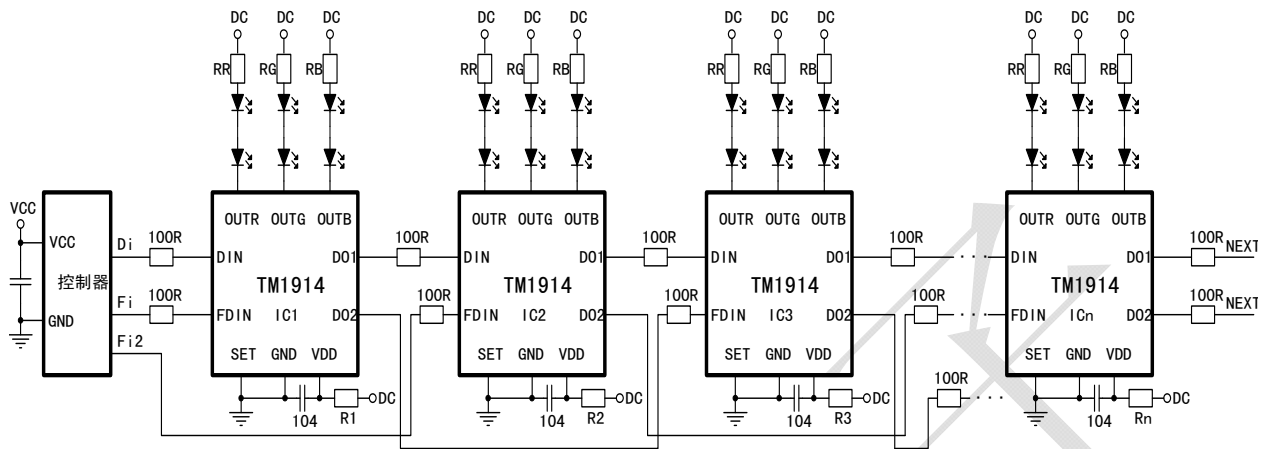 DC DC DC DC DC DC DC DC DC DC DC DC
RR RG RB RR RG RB RR RG RB RR RG RB
VCC
VCC
控制器
GND
Di
Fi
Fi2
100R
100R
OUTR OUTG OUTB
DIN DO1
TM1914
FDIN IC1 DO2
SET GND VDD
104 R1 DC
100R
100R
OUTR OUTG OUTB
DIN DO1
TM1914
FDIN IC2 DO2
SET GND VDD
104 R2 DC
100R
100R
OUTR OUTG OUTB
DIN DO1
TM1914
FDIN IC3 DO2
SET GND VDD
104 R3 DC
100R
100R
100R
OUTR OUTG OUTB
DIN DO1
TM1914
FDIN ICn DO2
SET GND VDD
104 Rn DC
100R NEXT
100R NEXT